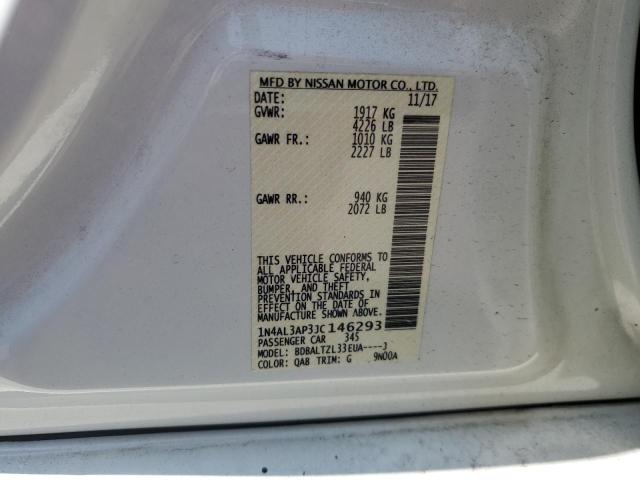 MFD BY NISSAN MOTOR CO., LTD.
DATE: 11/17
GVWR: 1917 KG
4226 LB
GAWR FR.: 1010 KG
2227 LB
GAWR RR.: 940 KG
2072 LB
THIS VEHICLE CONFORMS TO
ALL APPLICABLE FEDERAL
MOTOR VEHICLE SAFETY,
BUMPER, AND THEFT
PREVENTION STANDARDS IN
EFFECT ON THE DATE OF
MANUFACTURE SHOWN ABOVE.
1N4AL3AP3JC146293
PASSENGER CAR 345
MODEL: BDBALTZL33EUA----J
COLOR: QAB TRIM: G 9N00A